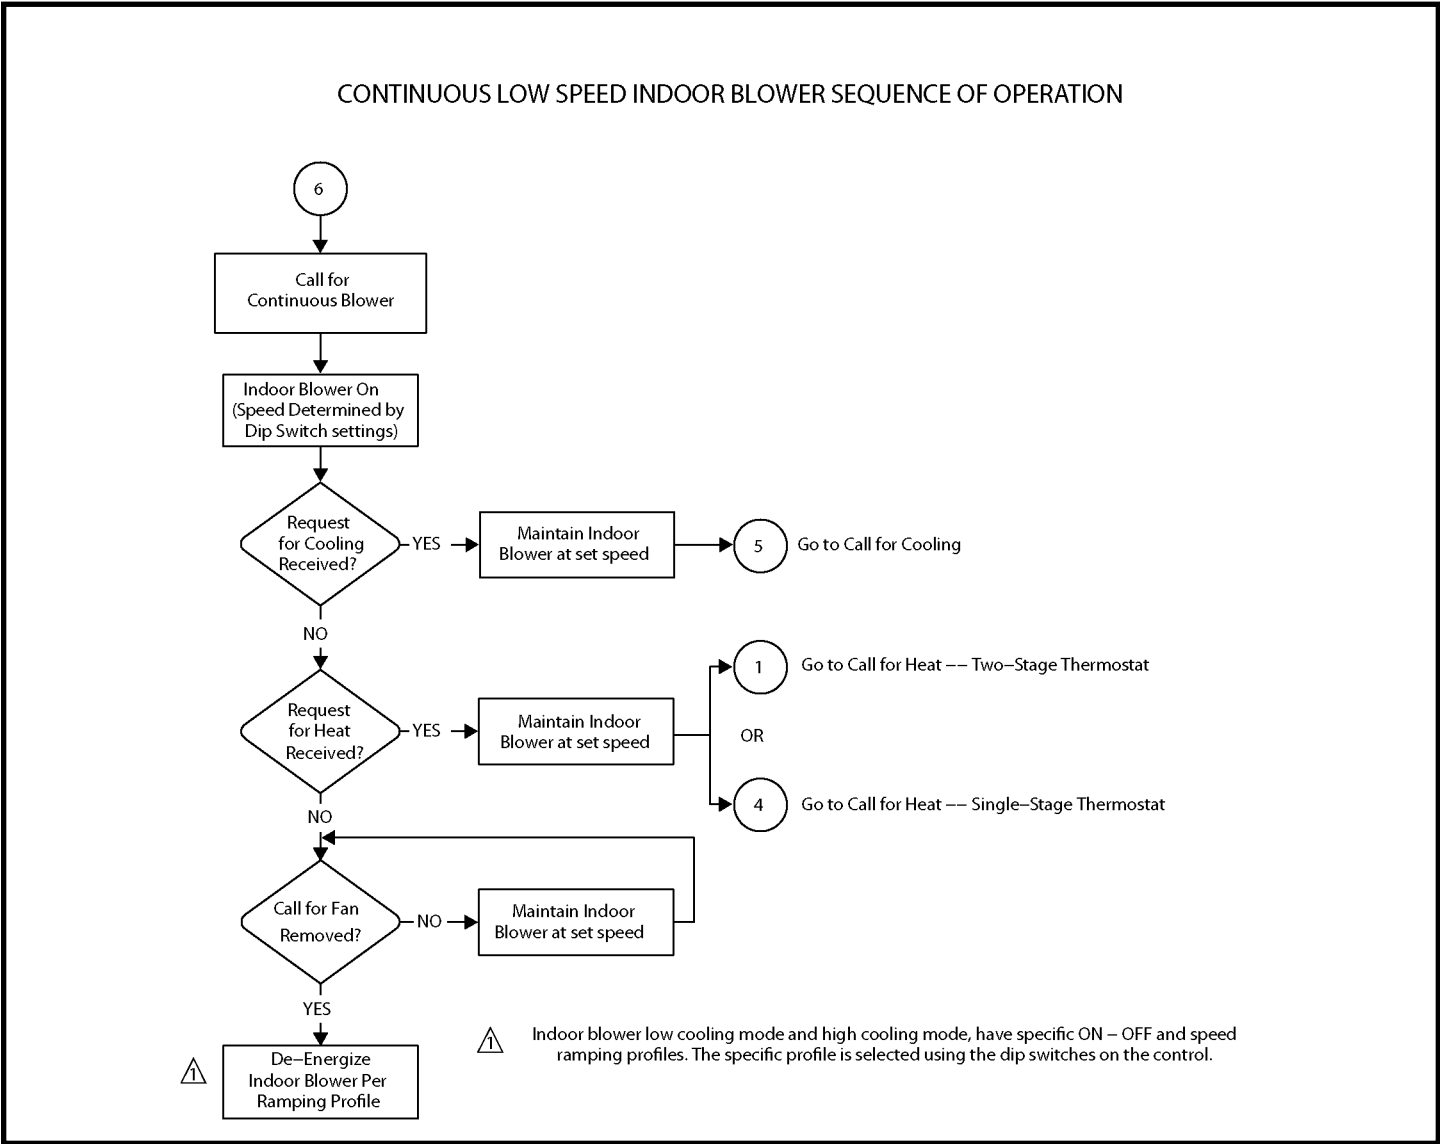 CONTINUOUS LOW SPEED INDOOR BLOWER SEQUENCE OF OPERATION
6
Call for
Continuous Blower
Indoor Blower On
(Speed Determined by
Dip Switch settings)
Request
for Cooling
Received?
YES
Maintain Indoor
Blower at set speed
5
Go to Call for Cooling
NO
Request
for Heat
Received?
YES
Maintain Indoor
Blower at set speed
1
Go to Call for Heat –– Two–Stage Thermostat
OR
4
Go to Call for Heat –– Single–Stage Thermostat
NO
Call for Fan
Removed?
NO
Maintain Indoor
Blower at set speed
YES
1
De–Energize
Indoor Blower Per
Ramping Profile
1
Indoor blower low cooling mode and high cooling mode, have specific ON – OFF and speed
ramping profiles. The specific profile is selected using the dip switches on the control.